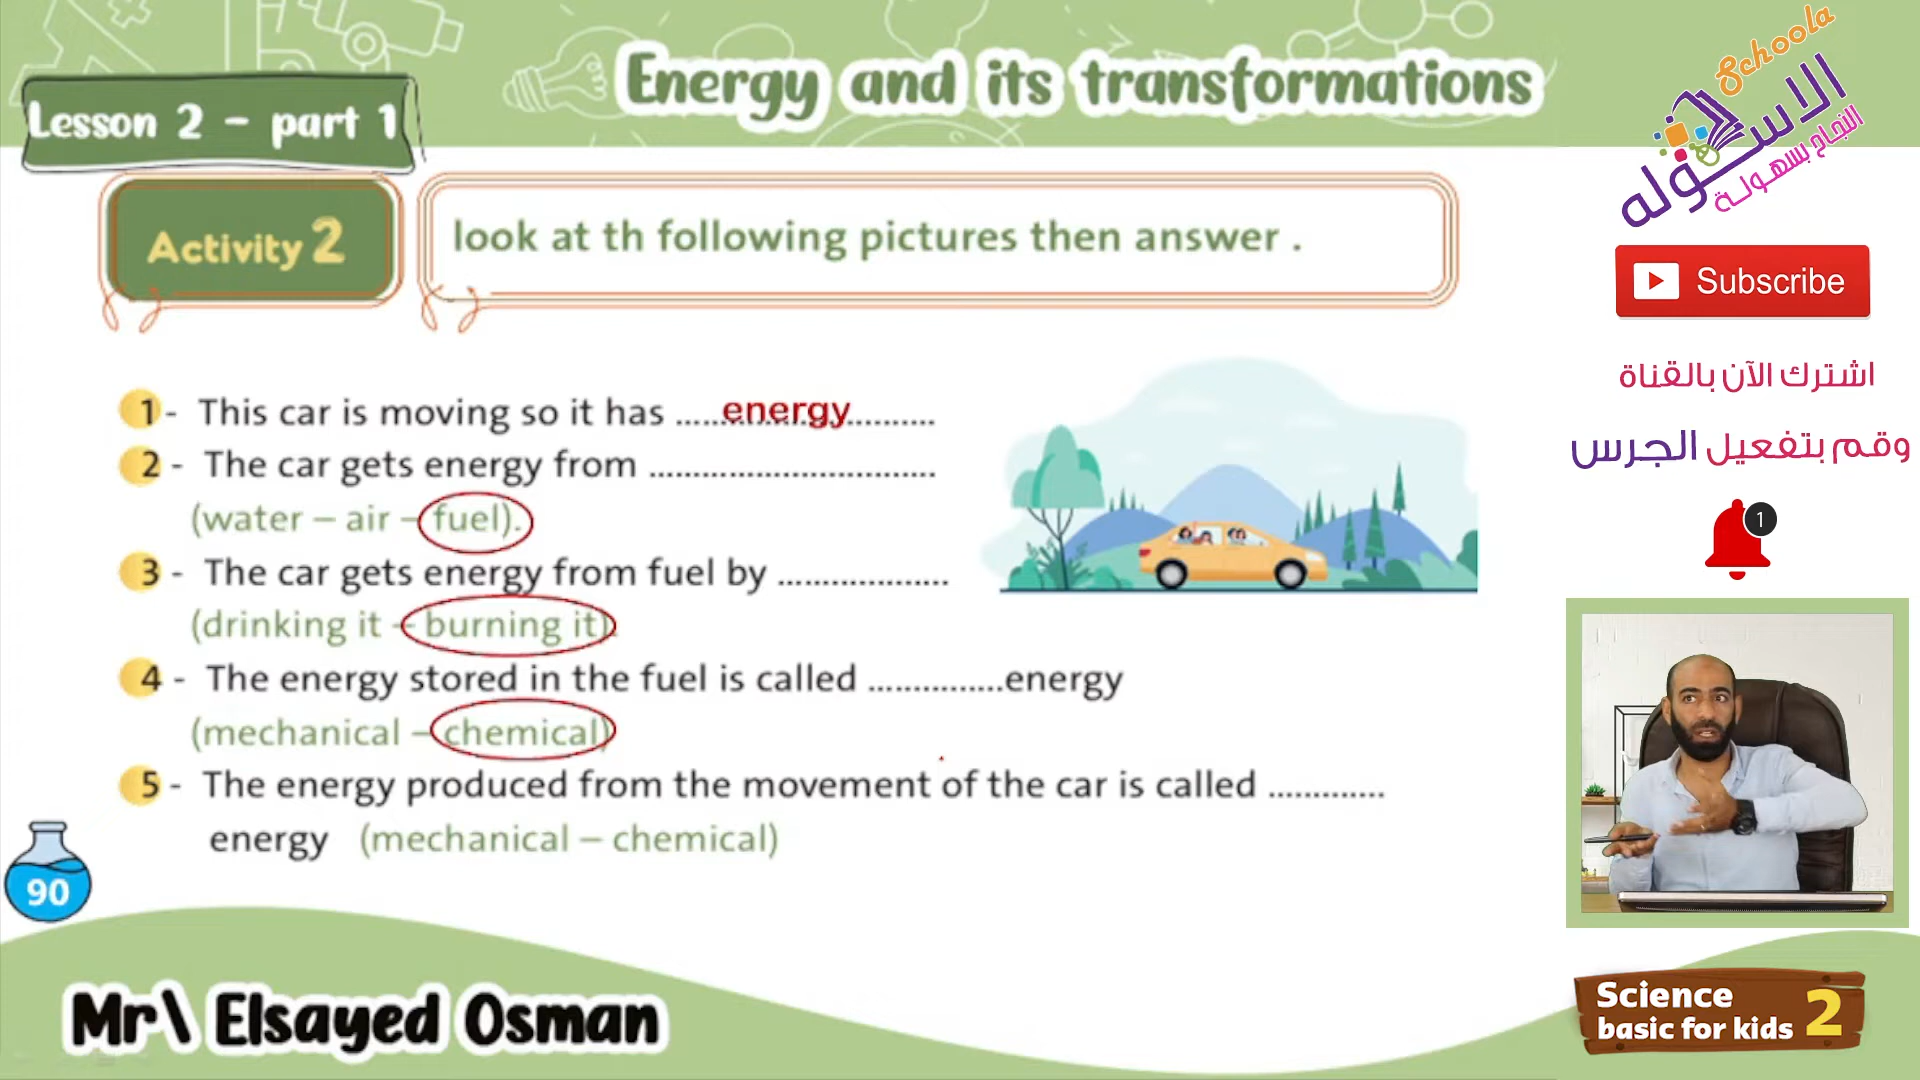 Energy and its transformations
Lesson 2 - part 1
Activity 2
look at th following pictures then answer .
1 - This car is moving so it has .....energy..........
2 - The car gets energy from ................................
(water – air – fuel).
3 - The car gets energy from fuel by ...................
(drinking it – burning it).
4 - The energy stored in the fuel is called ...............energy
(mechanical – chemical)
5 - The energy produced from the movement of the car is called .............
energy (mechanical – chemical)
90
Mr\ Elsayed Osman
Schoola
الاسكوله
النجاح بسهولة
Subscribe
اشترك الآن بالقناة
وقم بتفعيل الجرس
1
Science
basic for kids 2